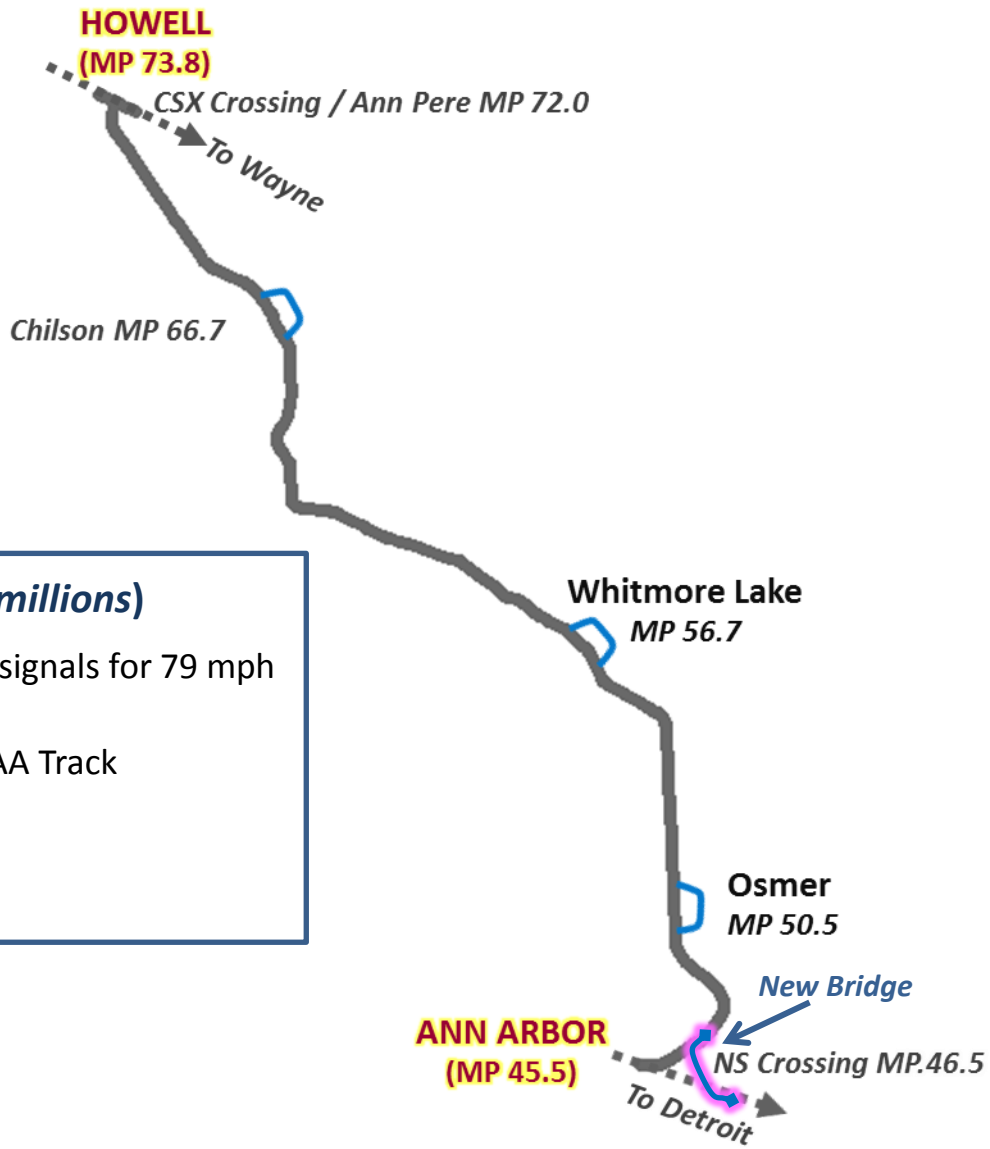 HOWELL
(MP 73.8)
CSX Crossing / Ann Pere MP 72.0
To Wayne
Chilson MP 66.7
millions)
signals for 79 mph
AA Track
Whitmore Lake
MP 56.7
Osmer
MP 50.5
New Bridge
ANN ARBOR
(MP 45.5)
NS Crossing MP.46.5
To Detroit